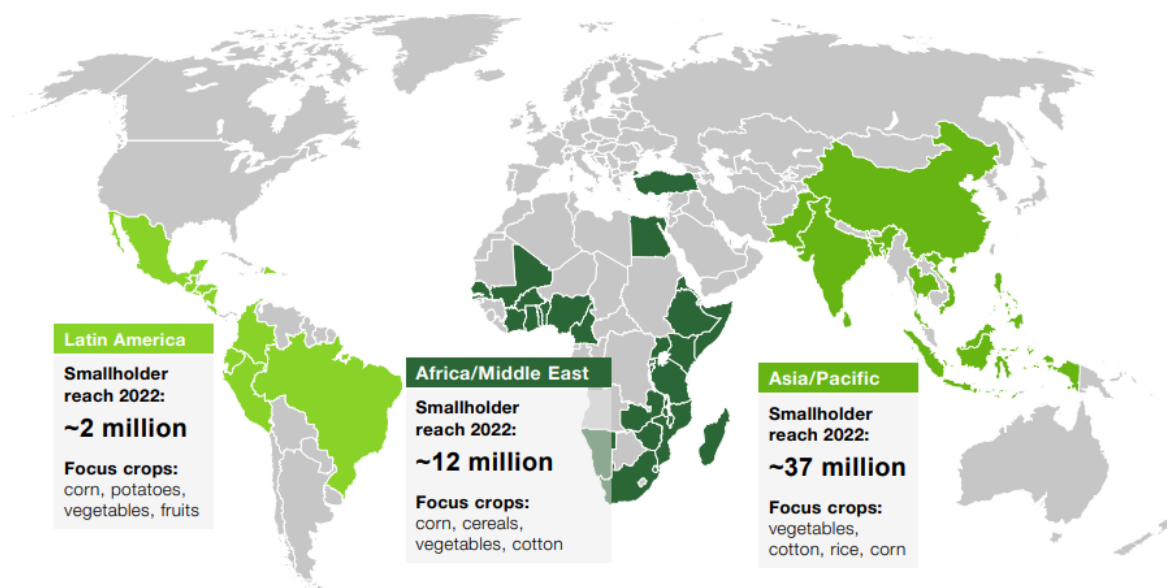 Latin America
Smallholder
reach 2022:
~2 million
Focus crops:
corn, potatoes,
vegetables, fruits
Africa/Middle East
Smallholder
reach 2022:
~12 million
Focus crops:
corn, cereals,
vegetables, cotton
Asia/Pacific
Smallholder
reach 2022:
~37 million
Focus crops:
vegetables,
cotton, rice, corn